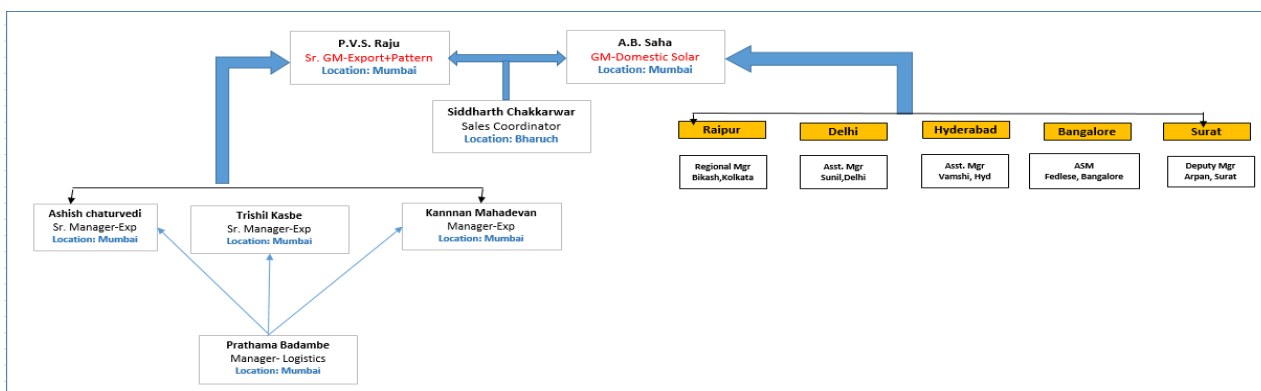 P.V.S. Raju
Sr. GM-Export+Pattern
Location: Mumbai
A.B. Saha
GM-Domestic Solar
Location: Mumbai
Siddharth Chakkarwar
Sales Coordinator
Location: Bharuch
Raipur
Delhi
Hyderabad
Bangalore
Surat
Regional Mgr
Bikash,Kolkata
Asst. Mgr
Sunil,Delhi
Asst. Mgr
Vamshi, Hyd
ASM
Fedlese, Bangalore
Deputy Mgr
Arpan, Surat
Ashish chaturvedi
Sr. Manager-Exp
Location: Mumbai
Trishil Kasbe
Sr. Manager-Exp
Location: Mumbai
Kannnan Mahadevan
Manager-Exp
Location: Mumbai
Prathama Badambe
Manager- Logistics
Location: Mumbai